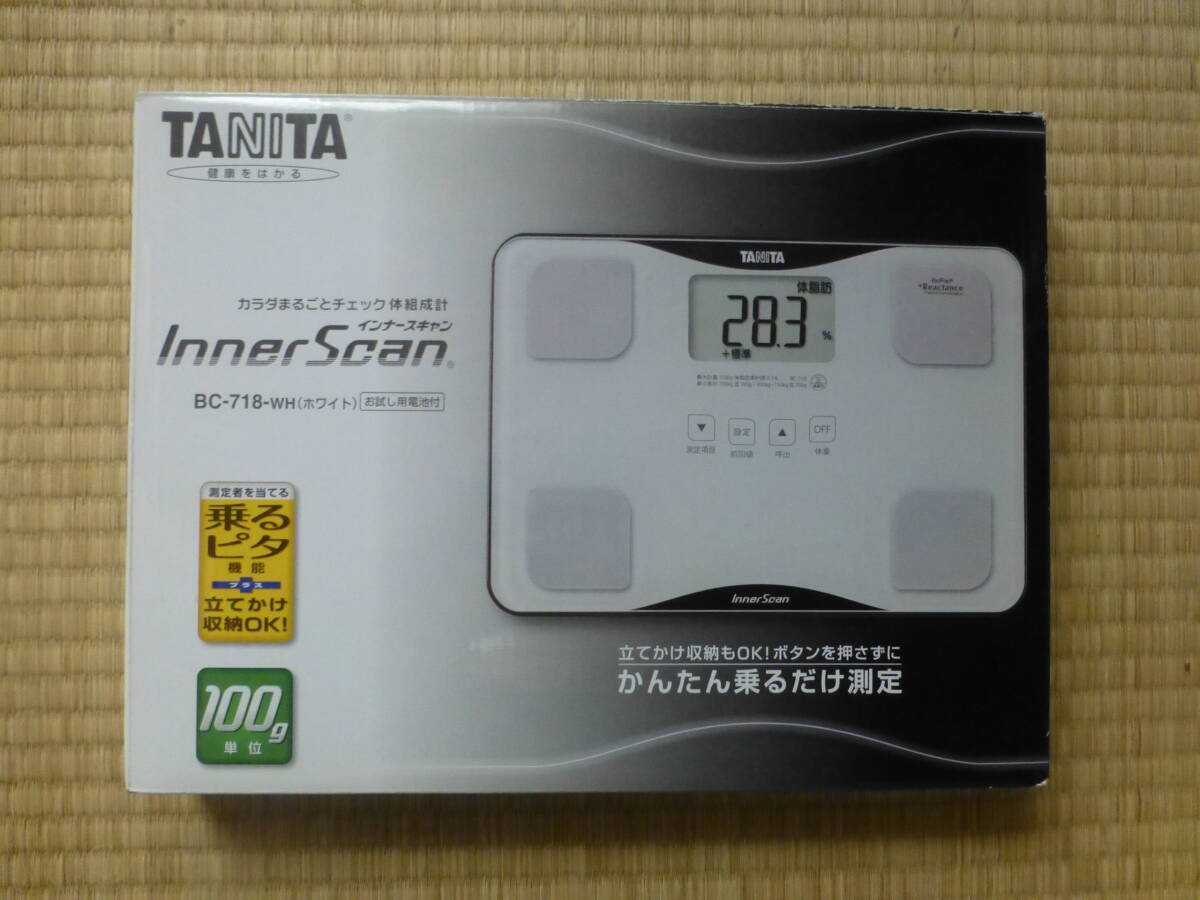 TANITA®
健康をはかる
カラダまるごとチェック 体組成計
インナースキャン
InnerScan®
BC-718-WH(ホワイト) お試し用電池付
測定者を当てる
乗る
ピタ
機能
プラス
立てかけ
収納OK!
100g
単位
TANITA
体脂肪
28.3 %
+標準
Reactance
BC-718
▼ 設定 ▲ OFF
測定項目 前回値 呼出 体重
InnerScan
立てかけ収納もOK!ボタンを押さずに
かんたん乗るだけ測定